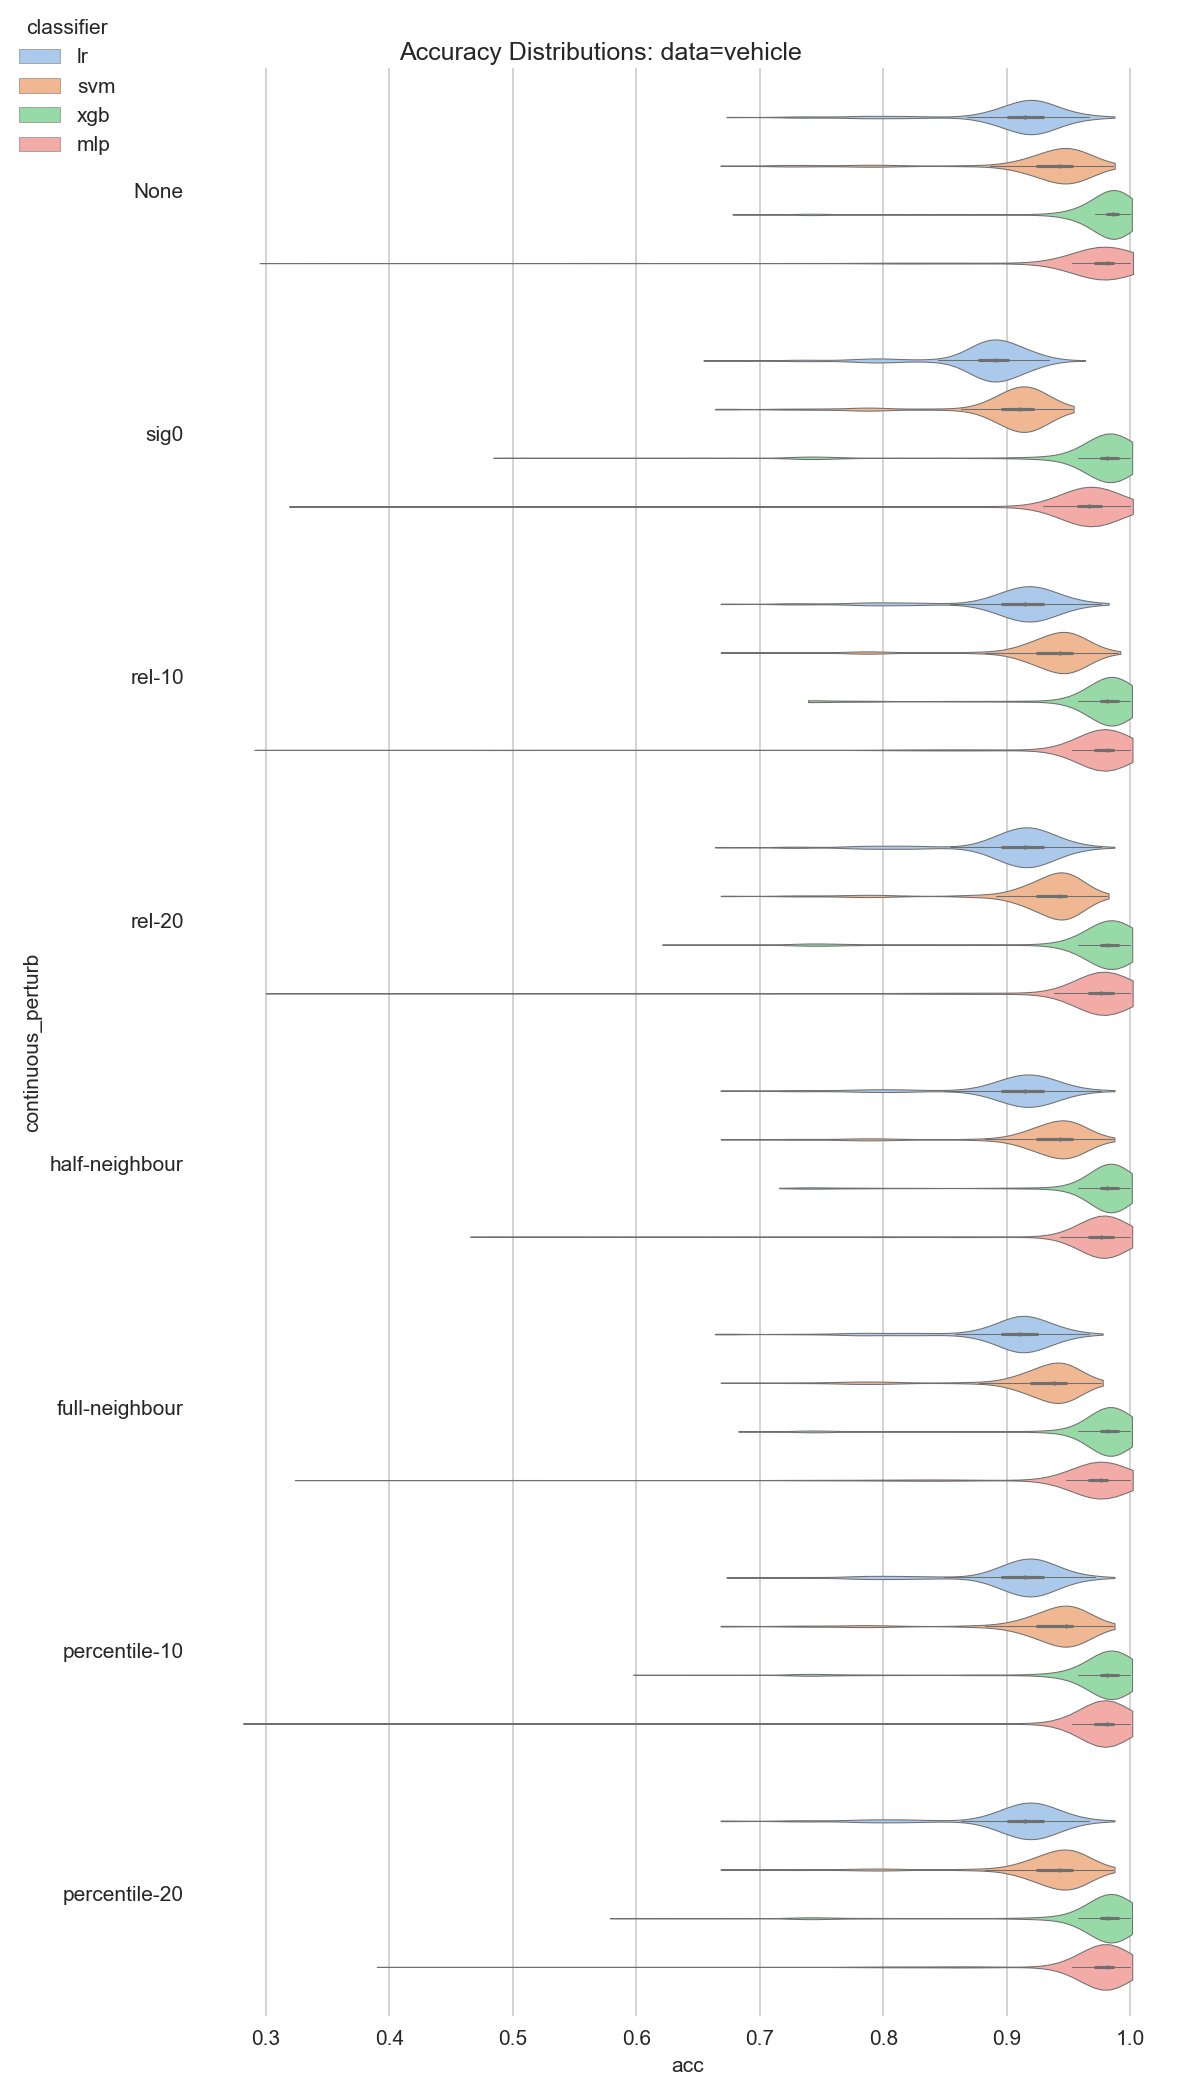 classifier
lr
svm
xgb
mlp
Accuracy Distributions: data=vehicle
None
sig0
rel-10
rel-20
half-neighbour
full-neighbour
percentile-10
percentile-20
continuous_perturb
0.3 0.4 0.5 0.6 0.7 0.8 0.9 1.0
acc